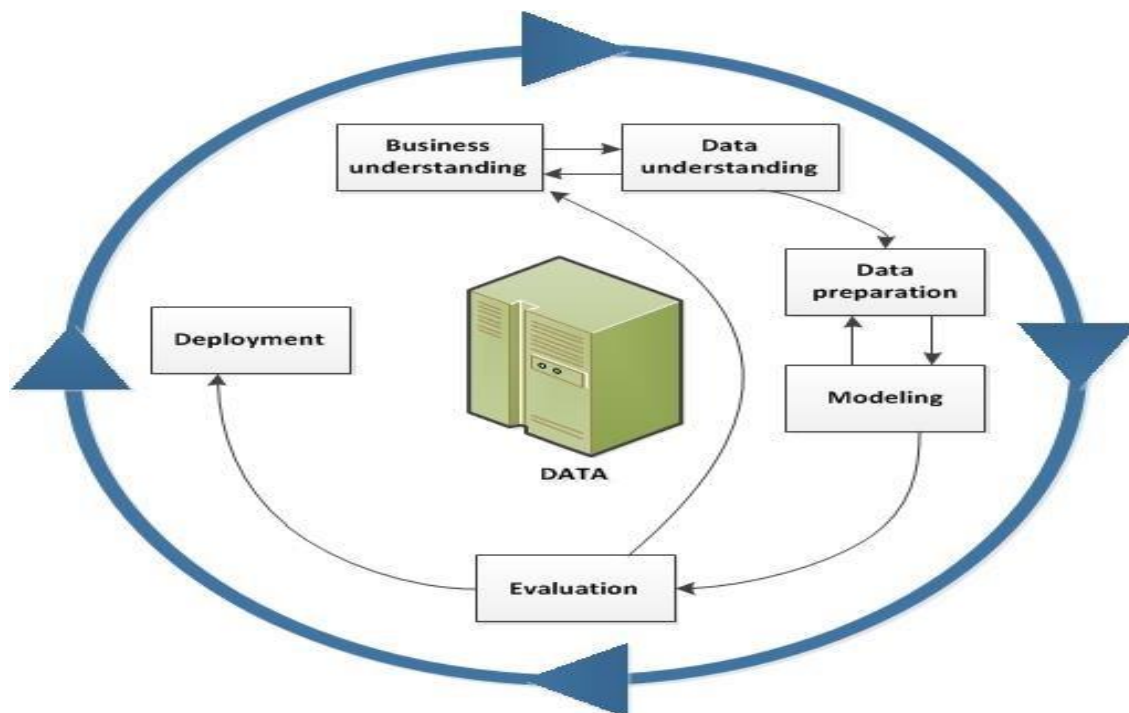 Business
understanding
Data
understanding
Data
preparation
Deployment
Modeling
DATA
Evaluation